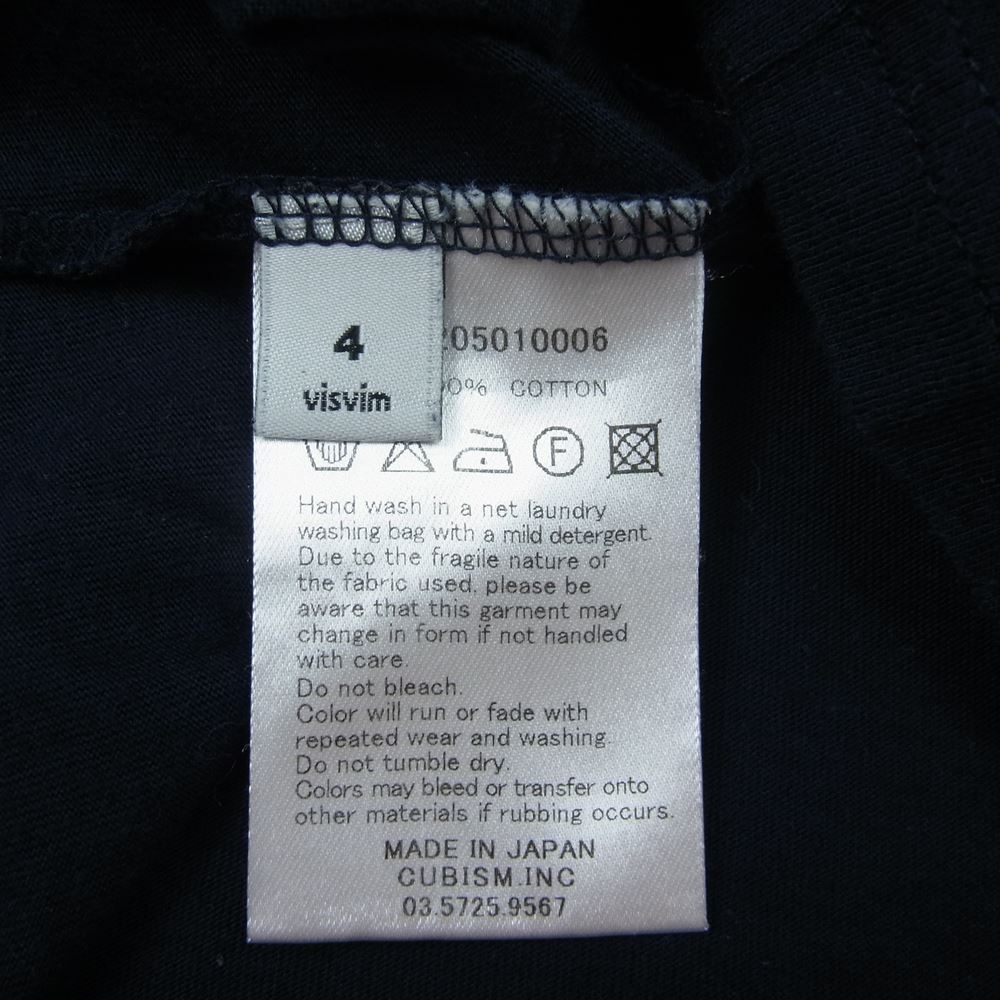 4
visvim
205010006
0% COTTON
F
Hand wash in a net laundry
washing bag with a mild detergent.
Due to the fragile nature of
the fabric used, please be
aware that this garment may
change in form if not handled
with care.
Do not bleach.
Color will run or fade with
repeated wear and washing.
Do not tumble dry.
Colors may bleed or transfer onto
other materials if rubbing occurs.
MADE IN JAPAN
CUBISM.INC
03.5725.9567